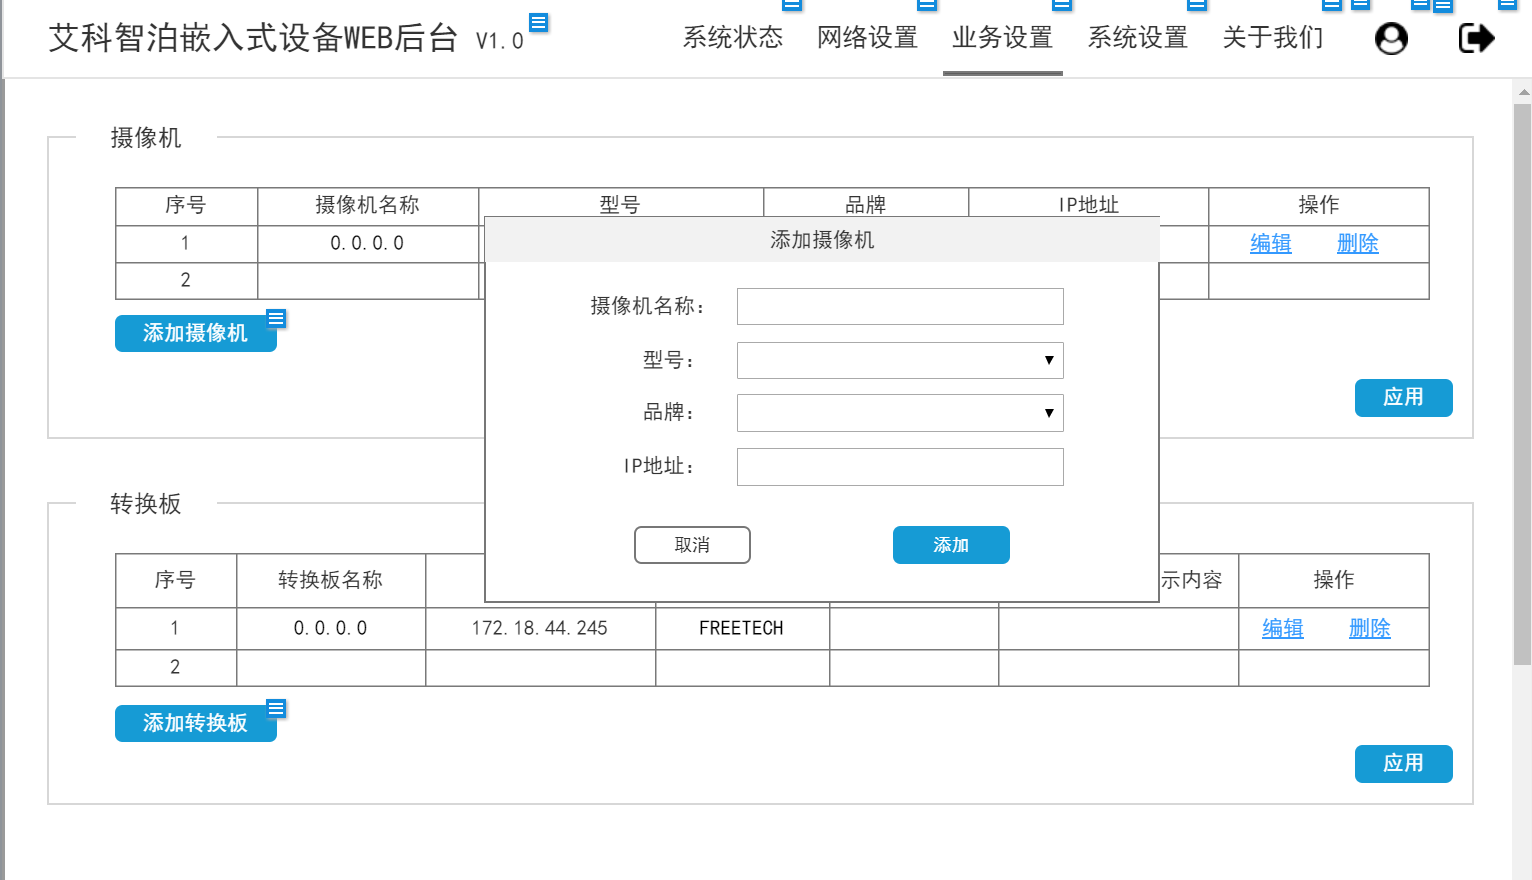 艾科智泊嵌入式设备WEB后台 V1.0 系统状态 网络设置 业务设置 系统设置 关于我们
摄像机
序号 摄像机名称 型号 品牌 IP地址 操作
1 0.0.0.0 编辑 删除
2
添加摄像机
应用
添加摄像机
摄像机名称：
型号：
品牌：
IP地址：
取消 添加
转换板
序号 转换板名称 示内容 操作
1 0.0.0.0 172.18.44.245 FREETECH 编辑 删除
2
添加转换板
应用